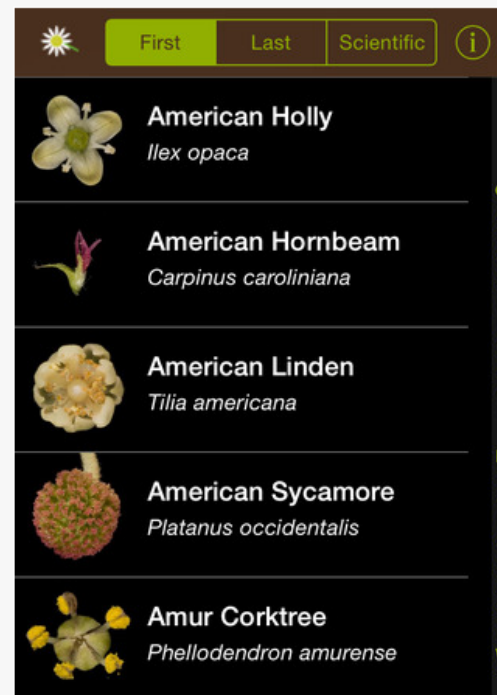 First Last Scientific i
American Holly
Ilex opaca
American Hornbeam
Carpinus caroliniana
American Linden
Tilia americana
American Sycamore
Platanus occidentalis
Amur Corktree
Phellodendron amurense